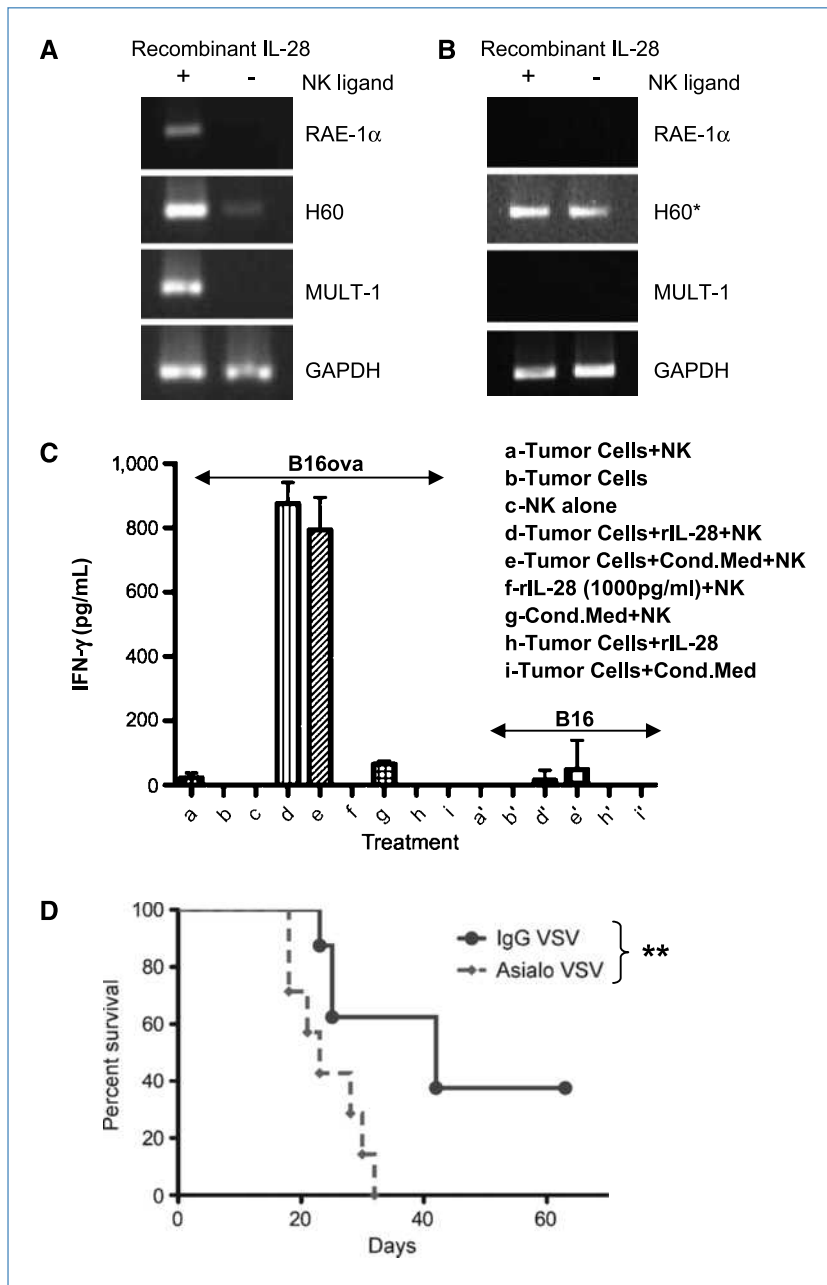 A
Recombinant IL-28
+ - NK ligand
RAE-1α
H60
MULT-1
GAPDH
B
Recombinant IL-28
+ - NK ligand
RAE-1α
H60*
MULT-1
GAPDH
C
1,000
800
600
400
200
0
IFN-γ (pg/mL)
B16ova
B16
a b c d e f g h i a' b' d' e' h' i'
Treatment
a-Tumor Cells+NK
b-Tumor Cells
c-NK alone
d-Tumor Cells+rIL-28+NK
e-Tumor Cells+Cond.Med+NK
f-rIL-28 (1000pg/ml)+NK
g-Cond.Med+NK
h-Tumor Cells+rIL-28
i-Tumor Cells+Cond.Med
D
100
80
60
40
20
0
Percent survival
IgG VSV
Asialo VSV
**
0 20 40 60
Days